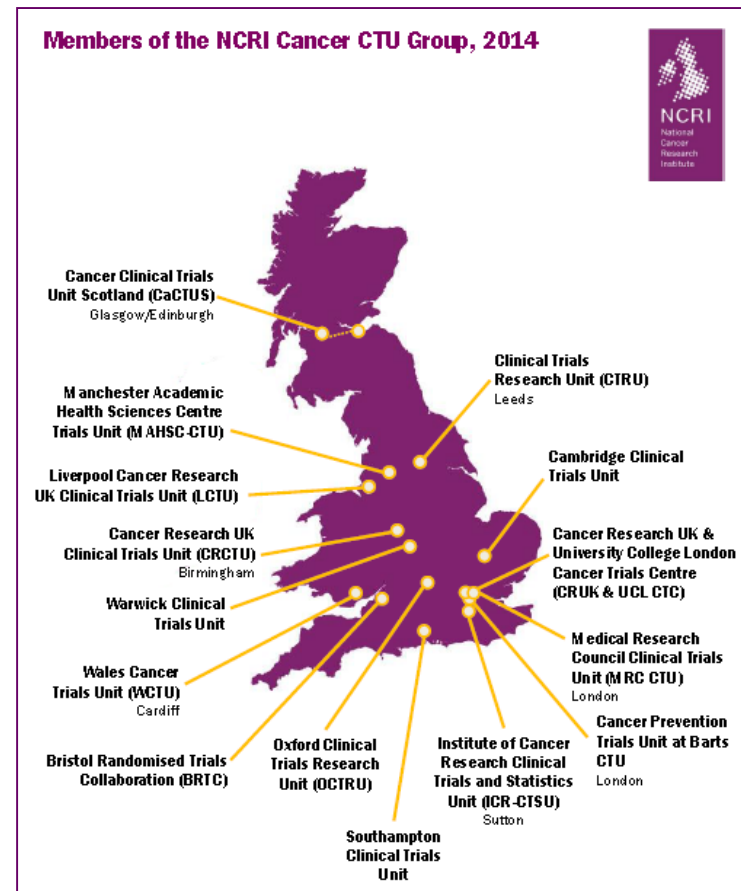 Members of the NCRI Cancer CTU Group, 2014
NCRI
National
Cancer
Research
Institute
Cancer Clinical Trials
Unit Scotland (CaCTUS)
Glasgow/Edinburgh
Clinical Trials
Research Unit (CTRU)
Leeds
Manchester Academic
Health Sciences Centre
Trials Unit (MAHSC-CTU)
Cambridge Clinical
Trials Unit
Liverpool Cancer Research
UK Clinical Trials Unit (LCTU)
Cancer Research UK
Clinical Trials Unit (CRCTU)
Birmingham
Cancer Research UK &
University College London
Cancer Trials Centre
(CRUK & UCL CTC)
Warwick Clinical
Trials Unit
Medical Research
Council Clinical Trials
Unit (MRC CTU)
London
Wales Cancer
Trials Unit (WCTU)
Cardiff
Cancer Prevention
Trials Unit at Barts
CTU
London
Bristol Randomised Trials
Collaboration (BRTC)
Oxford Clinical
Trials Research
Unit (OCTRU)
Institute of Cancer
Research Clinical
Trials and Statistics
Unit (ICR-CTSU)
Sutton
Southampton
Clinical Trials
Unit